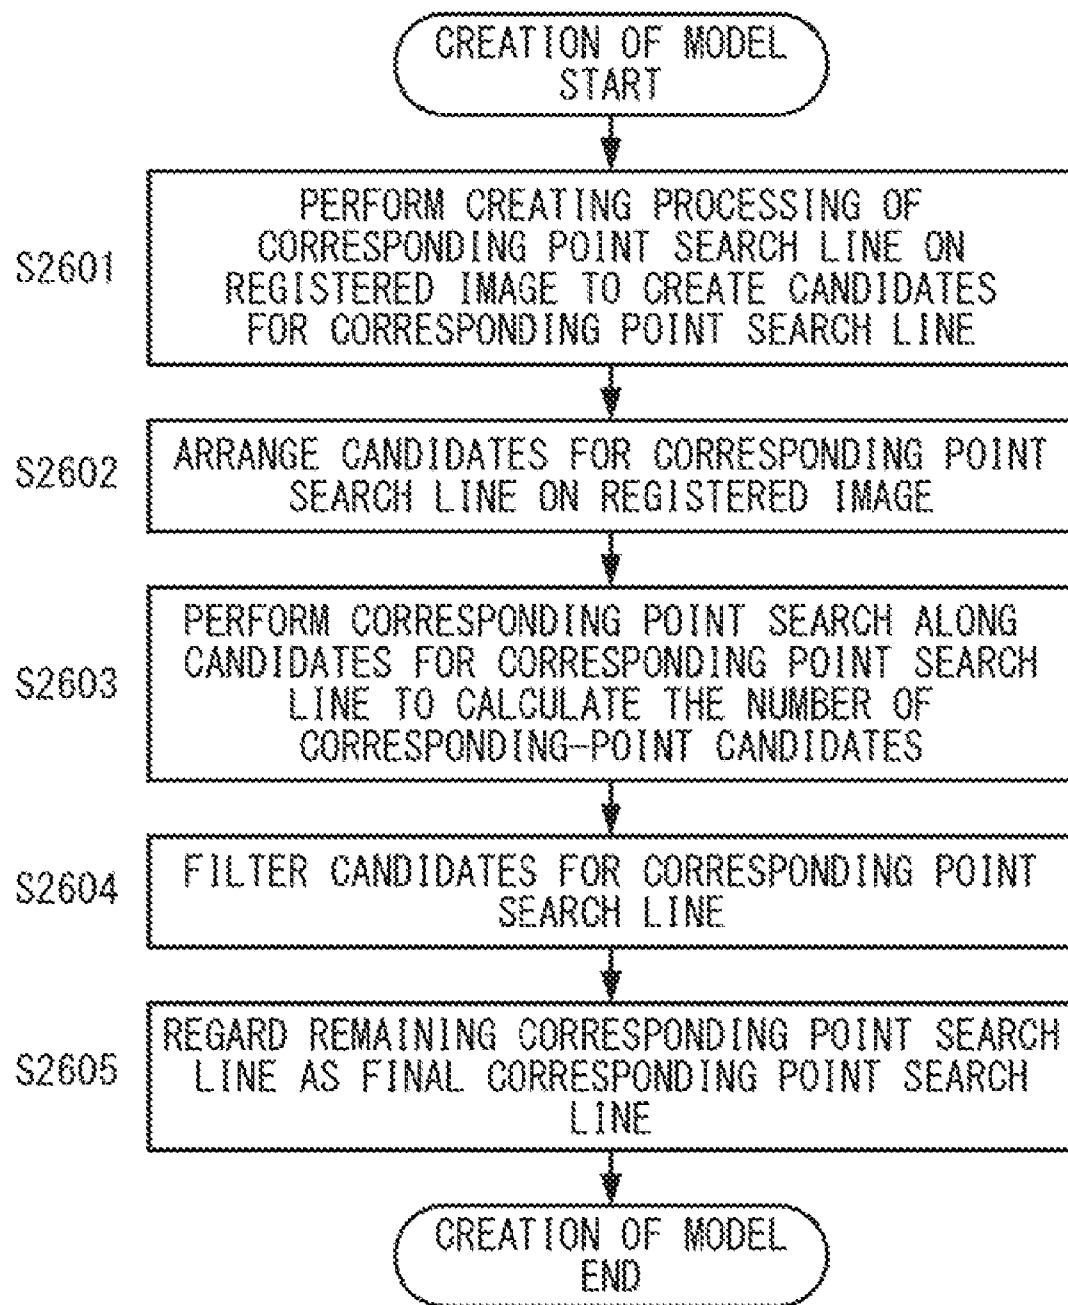 CREATION OF MODEL
START
S2601
PERFORM CREATING PROCESSING OF
CORRESPONDING POINT SEARCH LINE ON
REGISTERED IMAGE TO CREATE CANDIDATES
FOR CORRESPONDING POINT SEARCH LINE
S2602
ARRANGE CANDIDATES FOR CORRESPONDING POINT
SEARCH LINE ON REGISTERED IMAGE
S2603
PERFORM CORRESPONDING POINT SEARCH ALONG
CANDIDATES FOR CORRESPONDING POINT SEARCH
LINE TO CALCULATE THE NUMBER OF
CORRESPONDING-POINT CANDIDATES
S2604
FILTER CANDIDATES FOR CORRESPONDING POINT
SEARCH LINE
S2605
REGARD REMAINING CORRESPONDING POINT SEARCH
LINE AS FINAL CORRESPONDING POINT SEARCH
LINE
CREATION OF MODEL
END